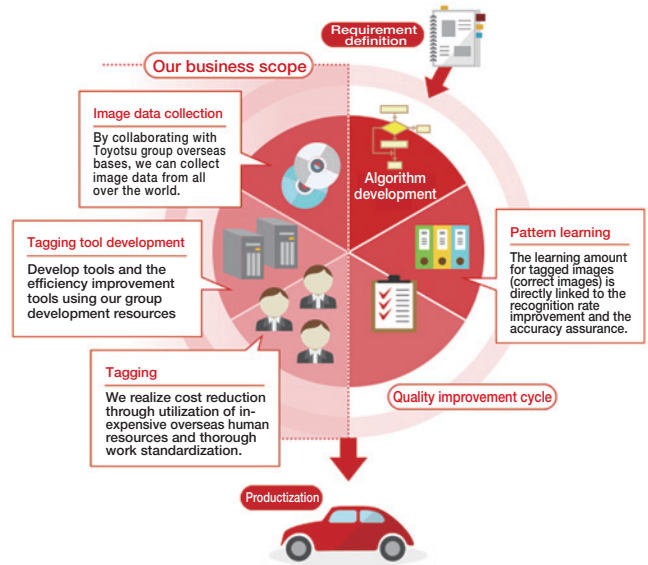 Requirement
definition
Our business scope
Image data collection
By collaborating with
Toyotsu group overseas
bases, we can collect
image data from all
over the world.
Algorithm
development
Tagging tool development
Develop tools and the
efficiency improvement
tools using our group
development resources
Pattern learning
The learning amount
for tagged images
(correct images) is
directly linked to the
recognition rate
improvement and the
accuracy assurance.
Tagging
We realize cost reduction
through utilization of in-
expensive overseas human
resources and thorough
work standardization.
Quality improvement cycle
Productization